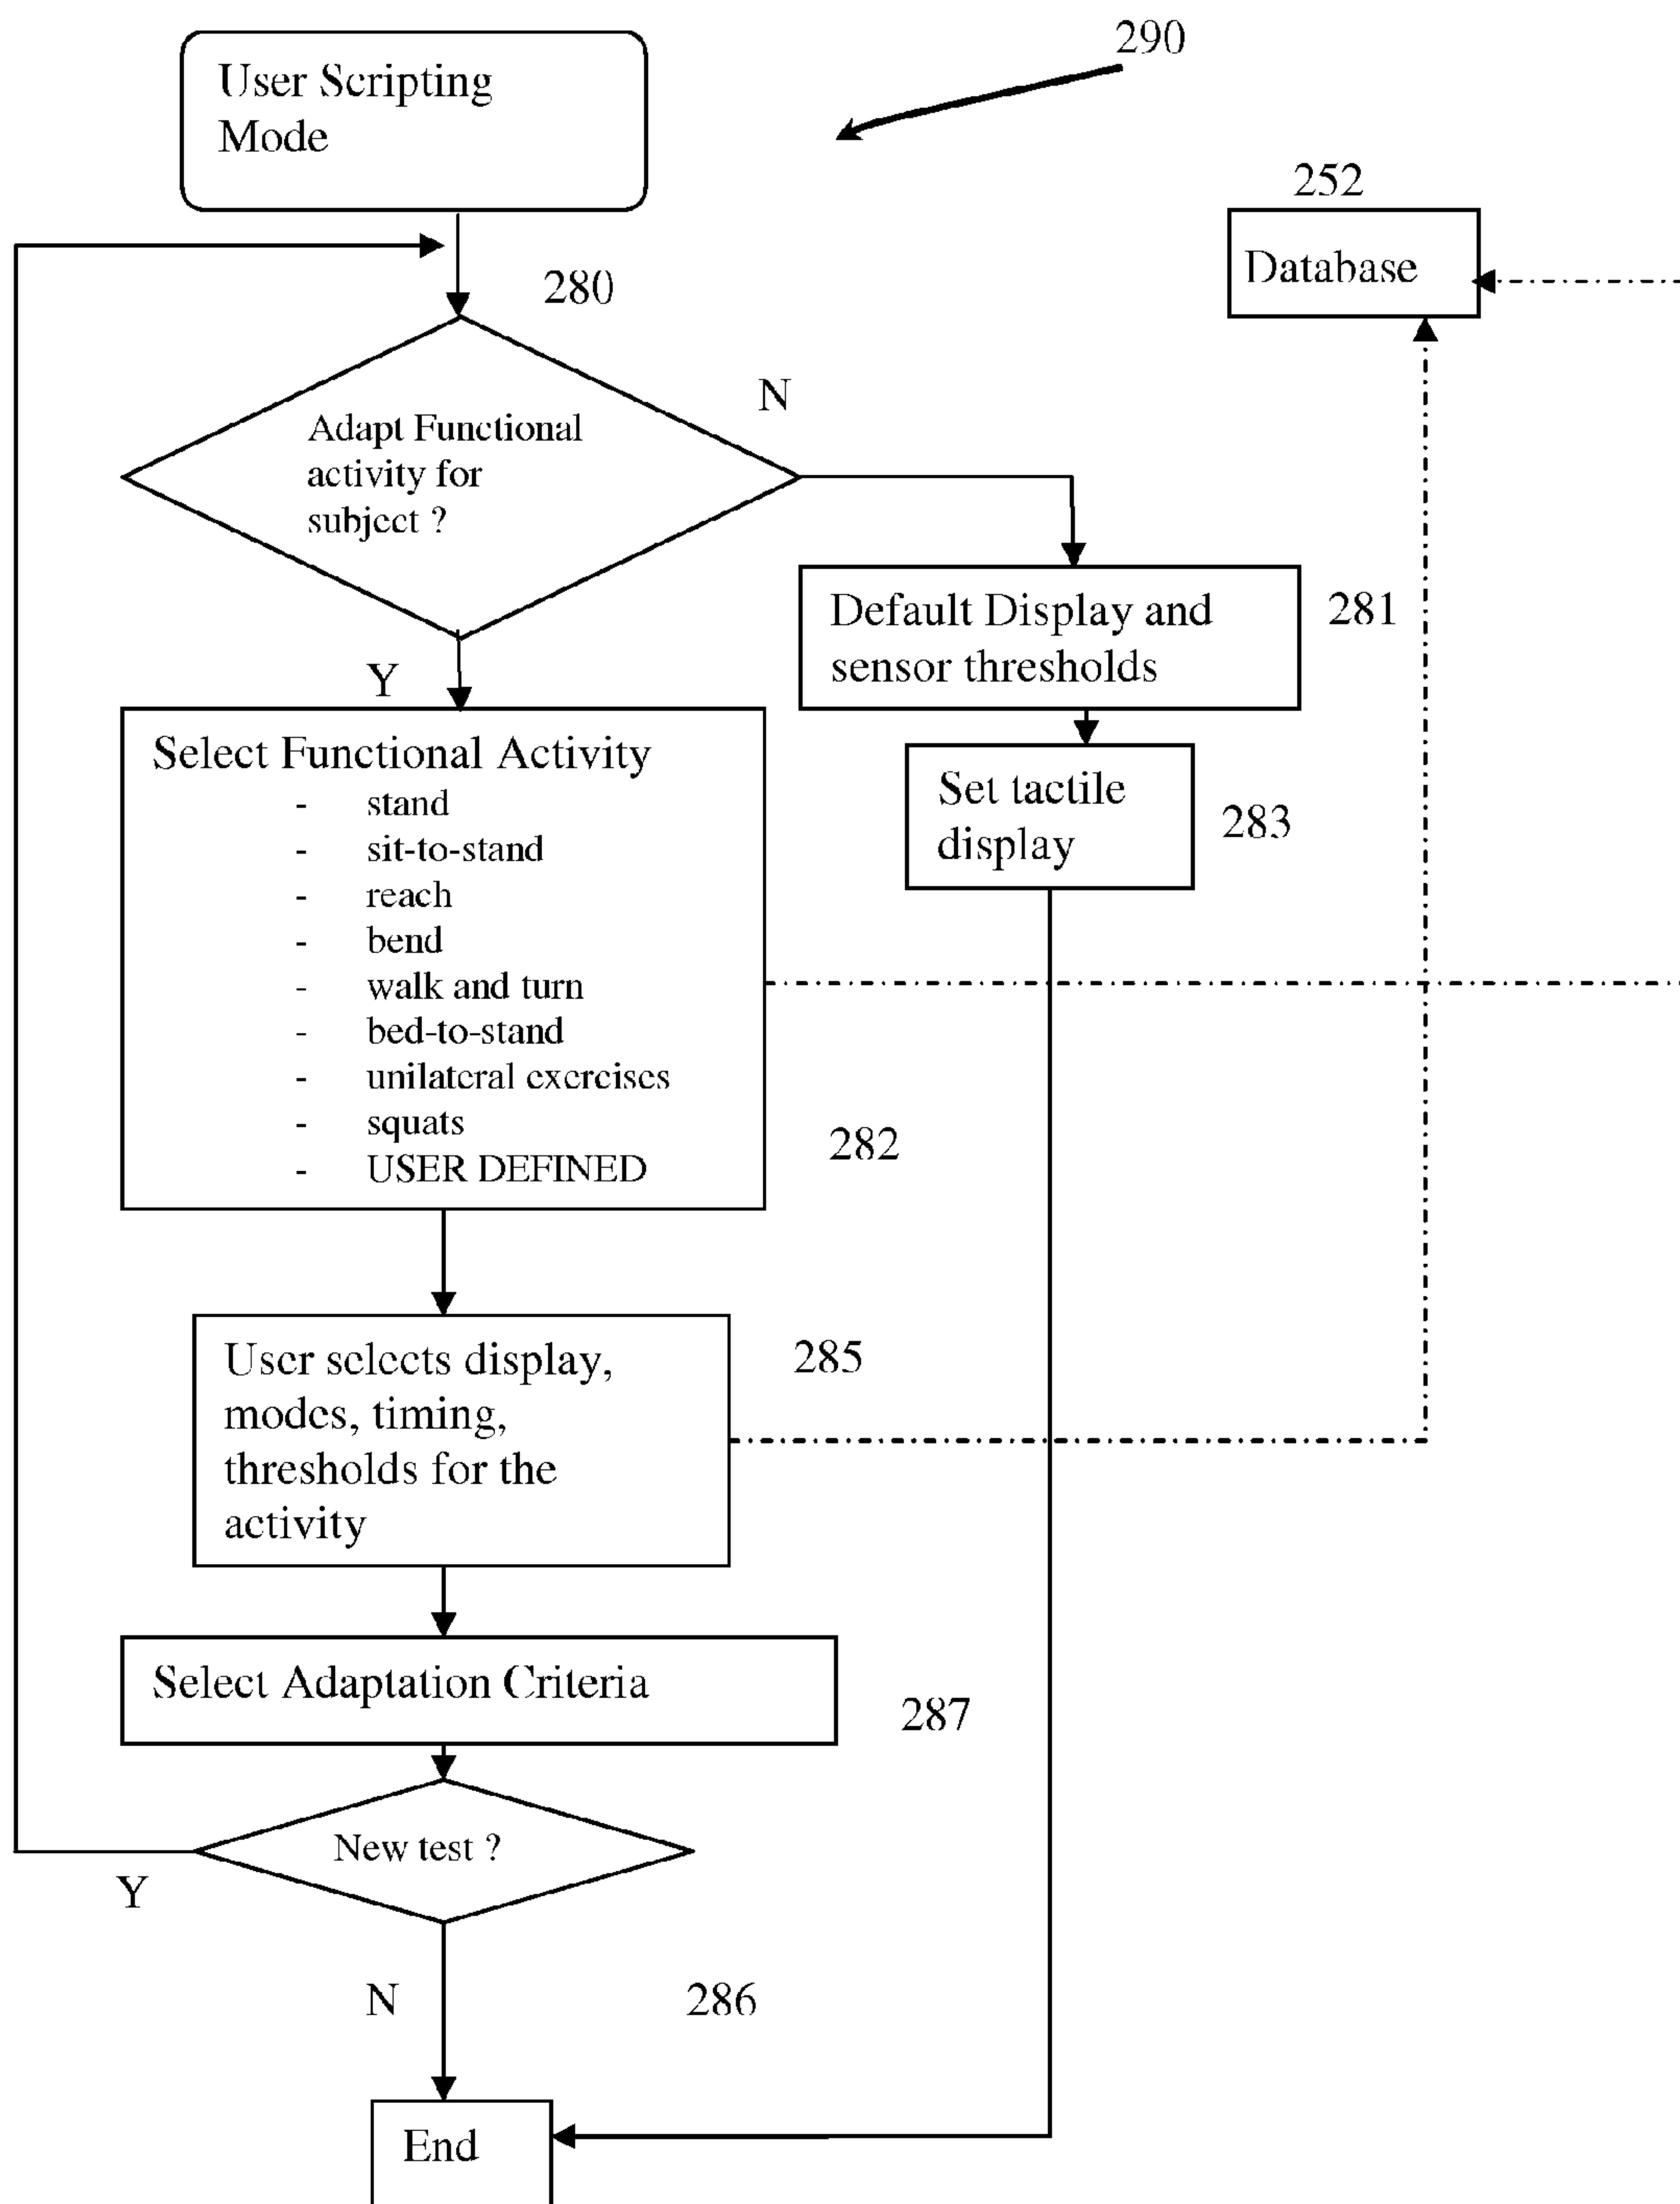 290
User Scripting
Mode
252
Database
280
N
Adapt Functional
activity for
subject ?
Default Display and
sensor thresholds
281
Y
Select Functional Activity
- stand
- sit-to-stand
- reach
- bend
- walk and turn
- bed-to-stand
- unilateral exercises
- squats
- USER DEFINED
282
Set tactile
display
283
User selects display,
modes, timing,
thresholds for the
activity
285
Select Adaptation Criteria
287
New test ?
Y
N
286
End